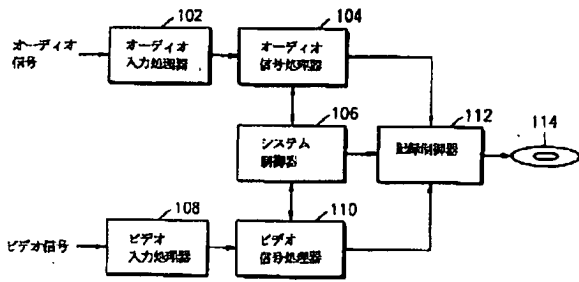 102
104
オーディオ
信号
オーディオ
入力処理器
オーディオ
信号処理器
106
112
114
システム
制御器
記録制御器
108
110
ビデオ信号
ビデオ
入力処理器
ビデオ
信号処理器